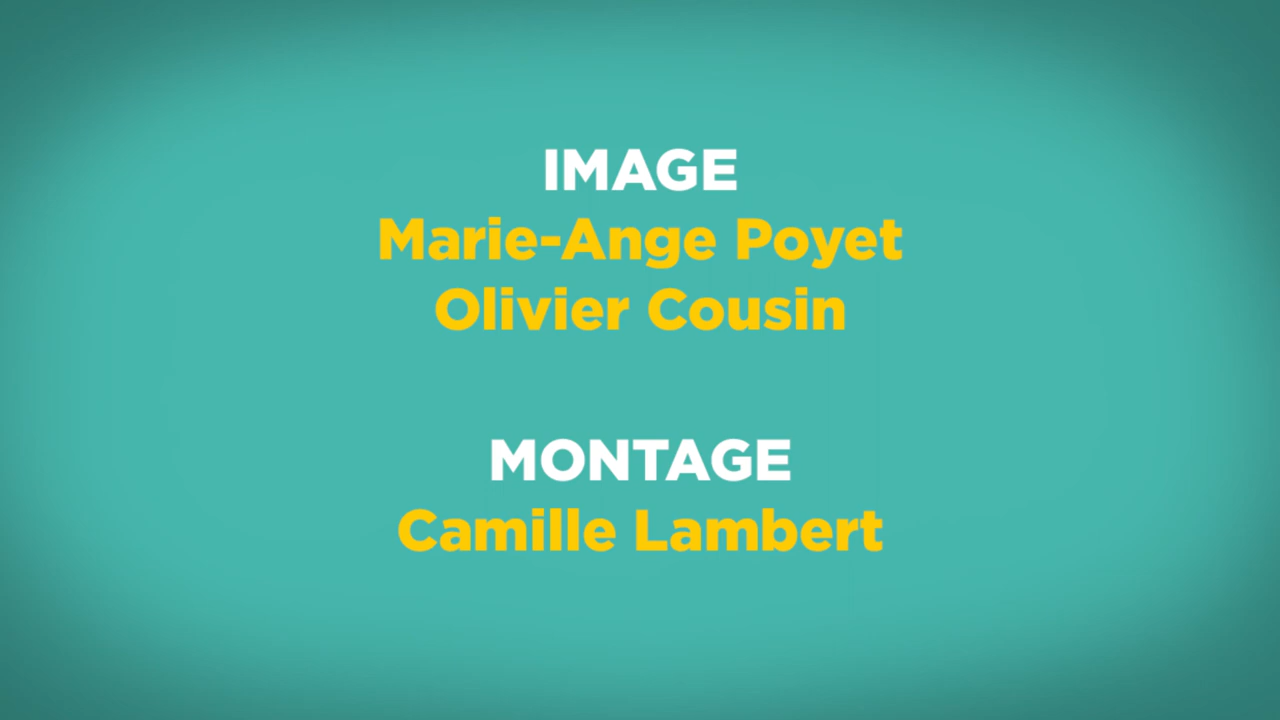 IMAGE
Marie-Ange Poyet
Olivier Cousin
MONTAGE
Camille Lambert